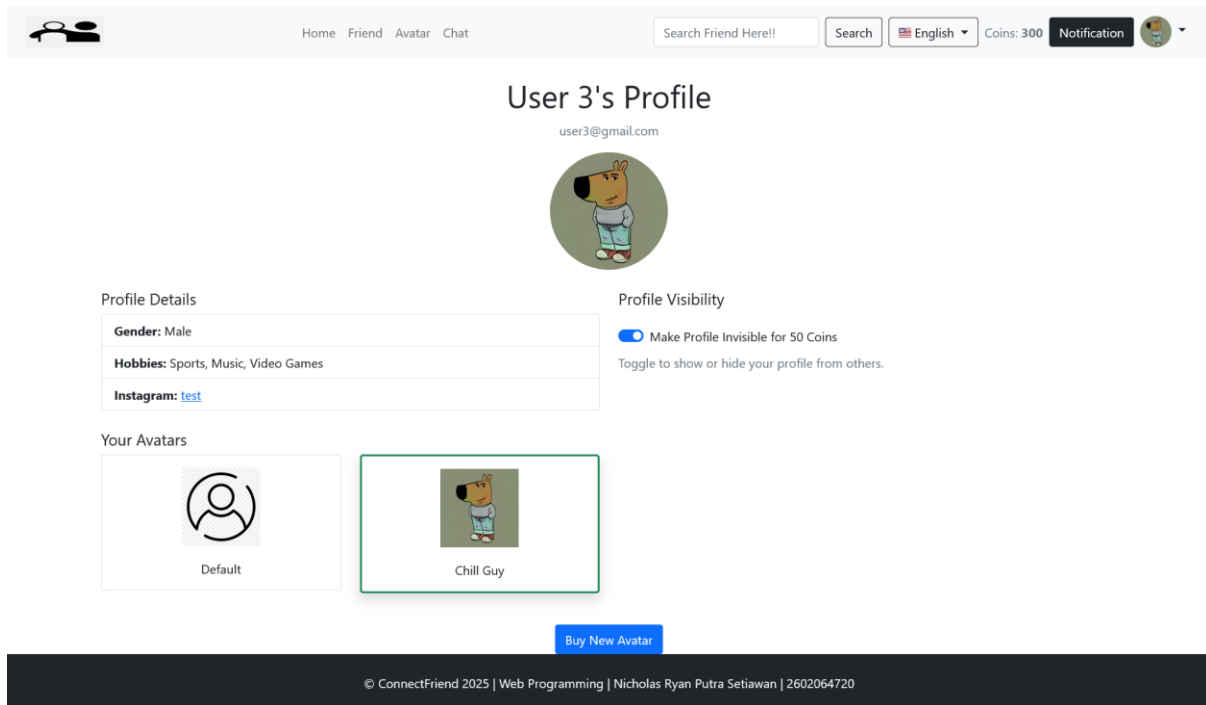 Home Friend Avatar Chat Search Friend Here!! Search English Coins: 300 Notification
User 3's Profile
user3@gmail.com
Profile Details
Gender: Male
Hobbies: Sports, Music, Video Games
Instagram: test
Profile Visibility
Make Profile Invisible for 50 Coins
Toggle to show or hide your profile from others.
Your Avatars
Default
Chill Guy
Buy New Avatar
© ConnectFriend 2025 | Web Programming | Nicholas Ryan Putra Setiawan | 2602064720